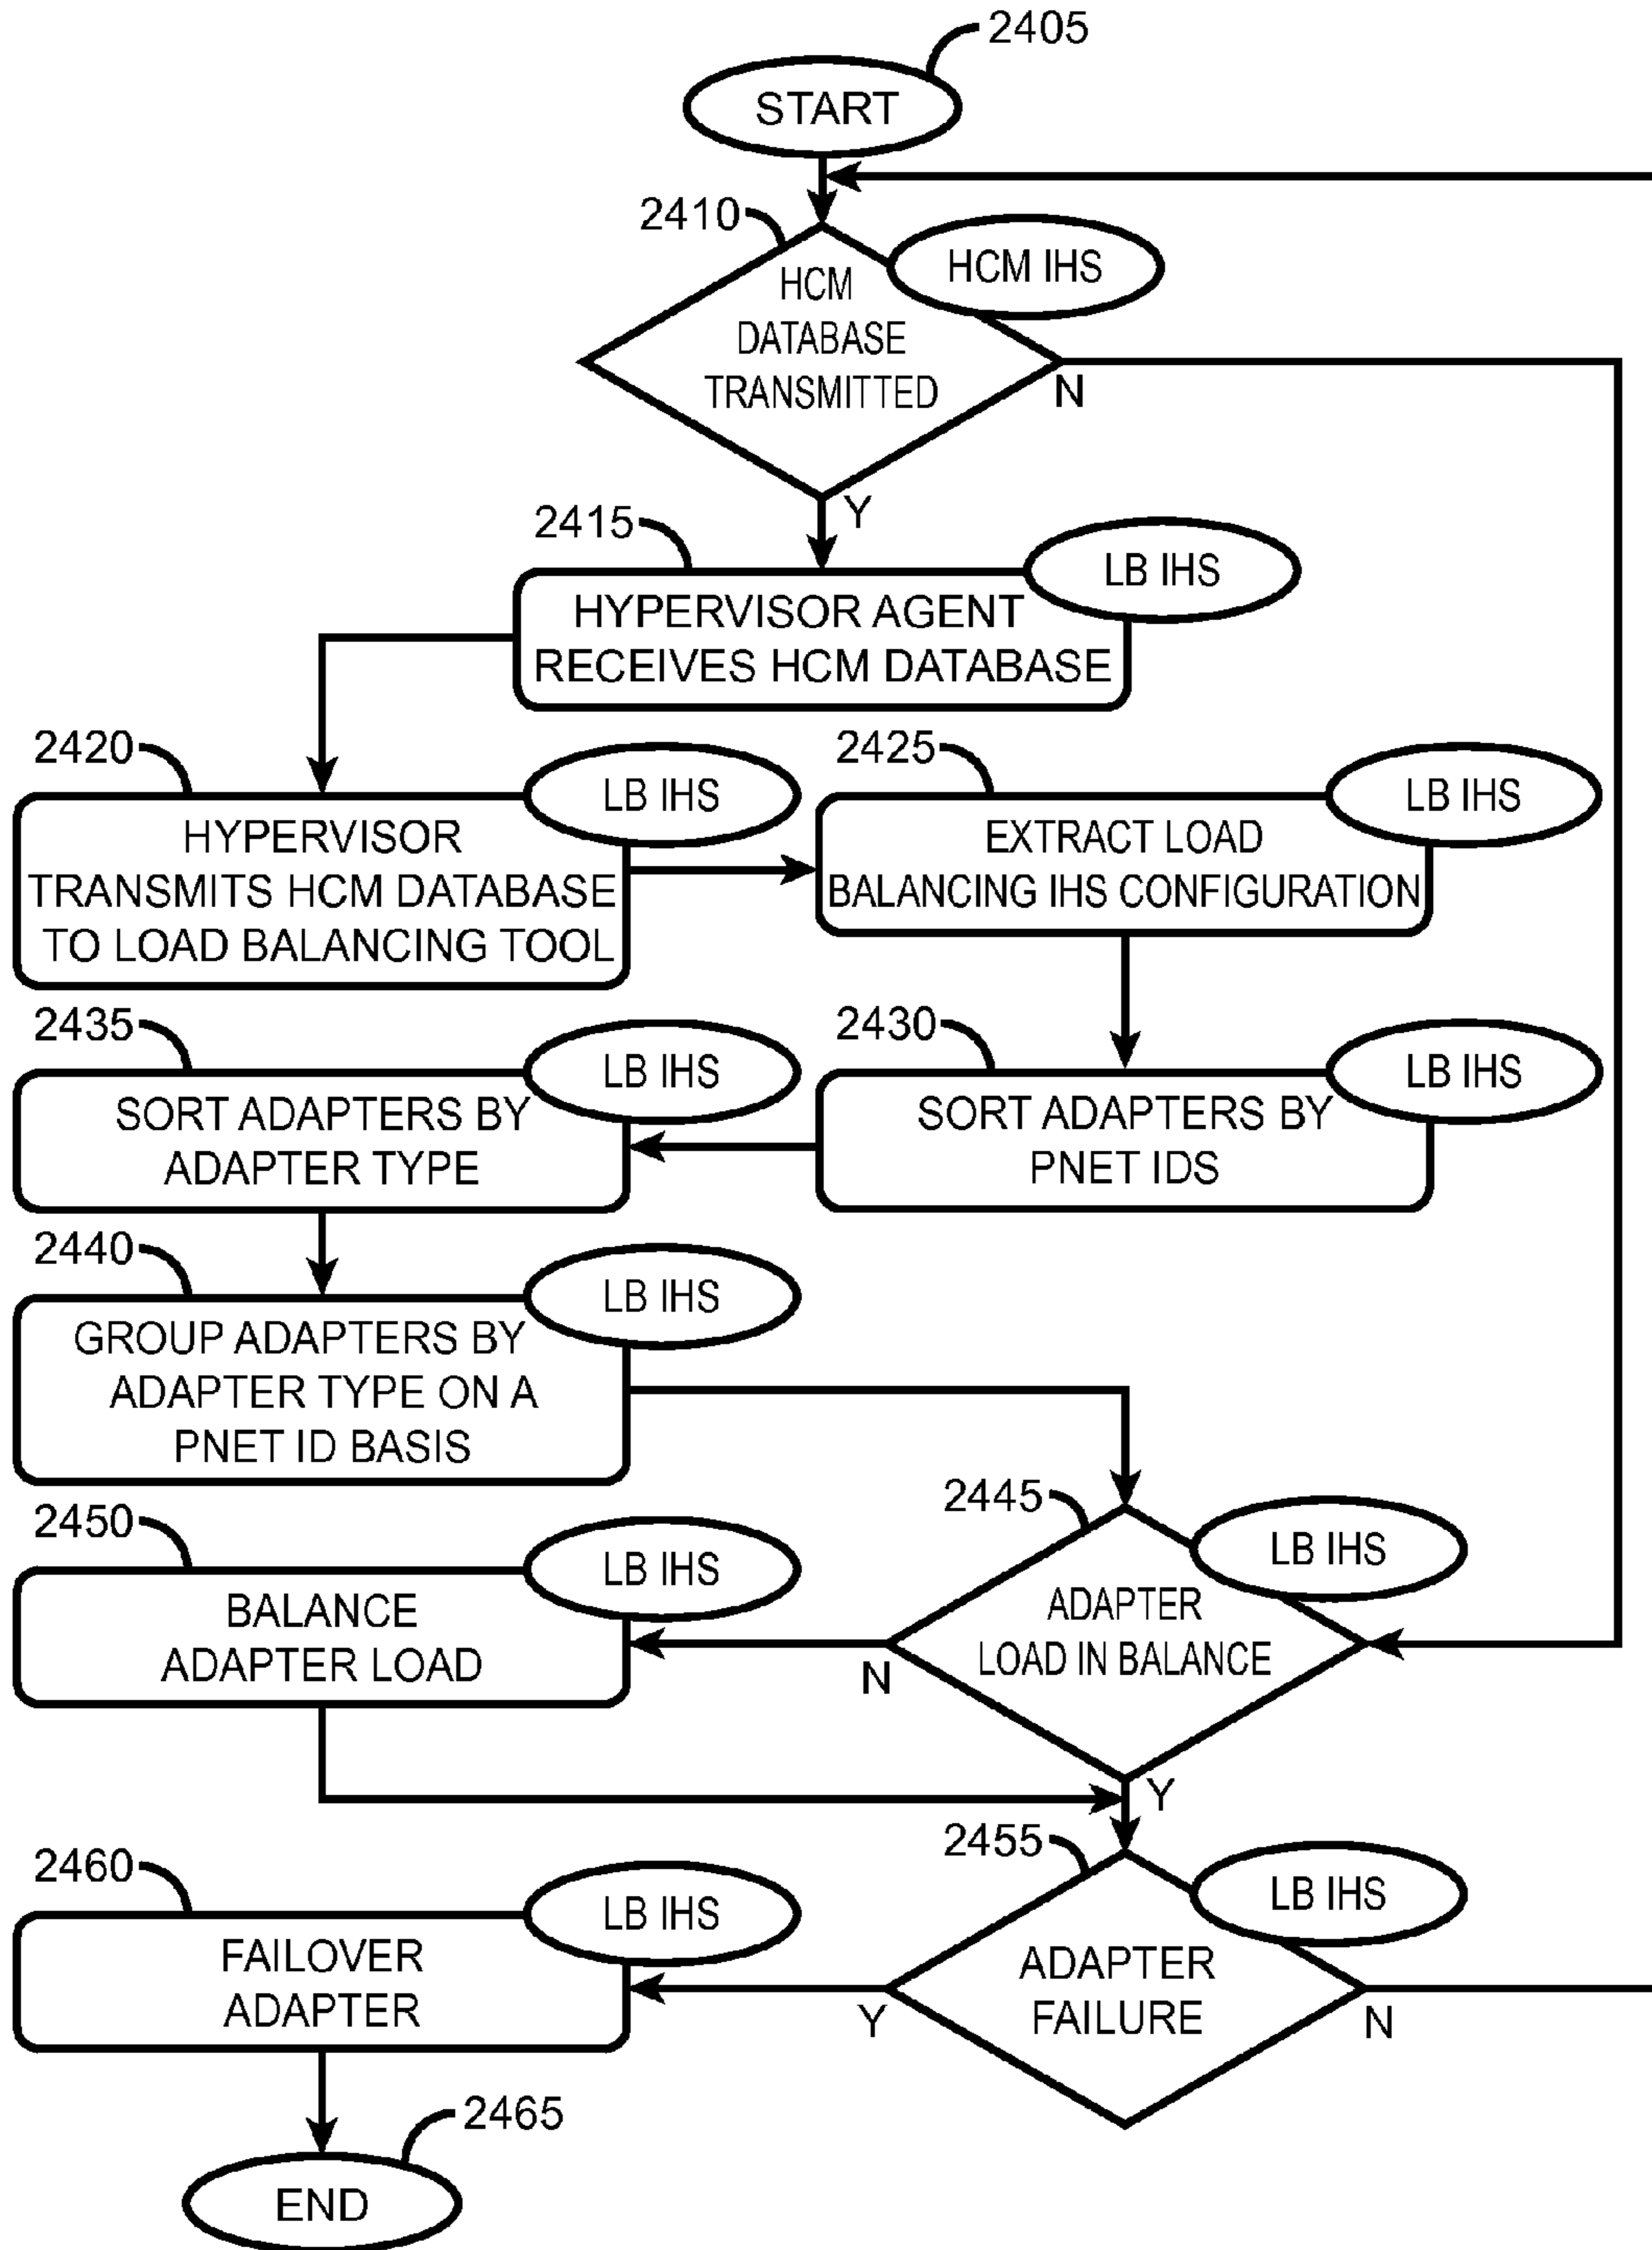 2405
START
2410
HCM IHS
HCM
DATABASE
TRANSMITTED
N
Y
2415
LB IHS
HYPERVISOR AGENT
RECEIVES HCM DATABASE
2420
LB IHS
HYPERVISOR
TRANSMITS HCM DATABASE
TO LOAD BALANCING TOOL
2425
LB IHS
EXTRACT LOAD
BALANCING IHS CONFIGURATION
2435
LB IHS
SORT ADAPTERS BY
ADAPTER TYPE
2430
LB IHS
SORT ADAPTERS BY
PNET IDS
2440
LB IHS
GROUP ADAPTERS BY
ADAPTER TYPE ON A
PNET ID BASIS
2445
LB IHS
ADAPTER
LOAD IN BALANCE
N
Y
2450
LB IHS
BALANCE
ADAPTER LOAD
2455
LB IHS
ADAPTER
FAILURE
Y
N
2460
LB IHS
FAILOVER
ADAPTER
2465
END